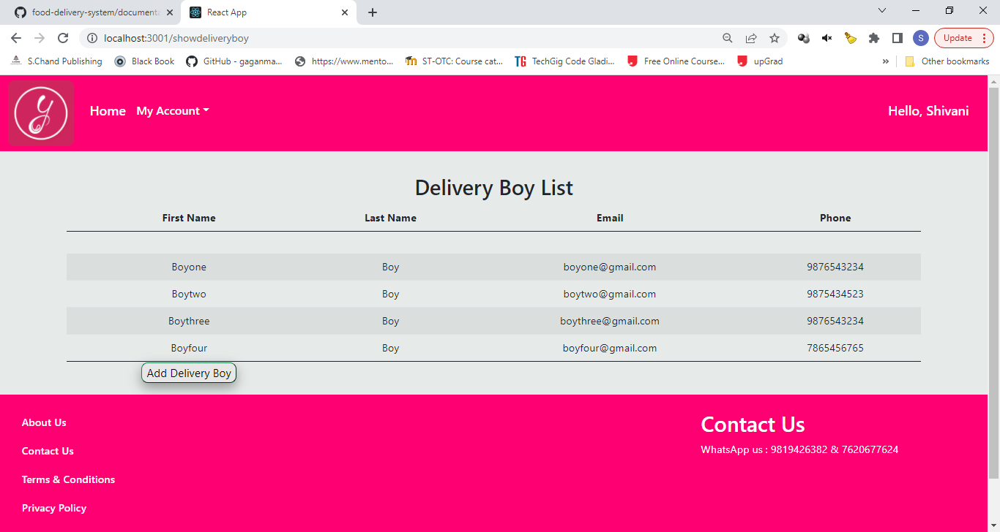 food-delivery-system/documenta
React App
localhost:3001/showdeliveryboy
S
Update
S.Chand Publishing
Black Book
GitHub - gaganma...
https://www.mento...
ST-OTC: Course cat...
TG
TechGig Code Gladi...
Free Online Course...
upGrad
»
Other bookmarks
y
Home
My Account
Hello, Shivani
Delivery Boy List
First Name Last Name Email Phone
Boyone Boy boyone@gmail.com 9876543234
Boytwo Boy boytwo@gmail.com 9875434523
Boythree Boy boythree@gmail.com 9876543234
Boyfour Boy boyfour@gmail.com 7865456765
Add Delivery Boy
About Us
Contact Us
Terms & Conditions
Privacy Policy
Contact Us
WhatsApp us : 9819426382 & 7620677624